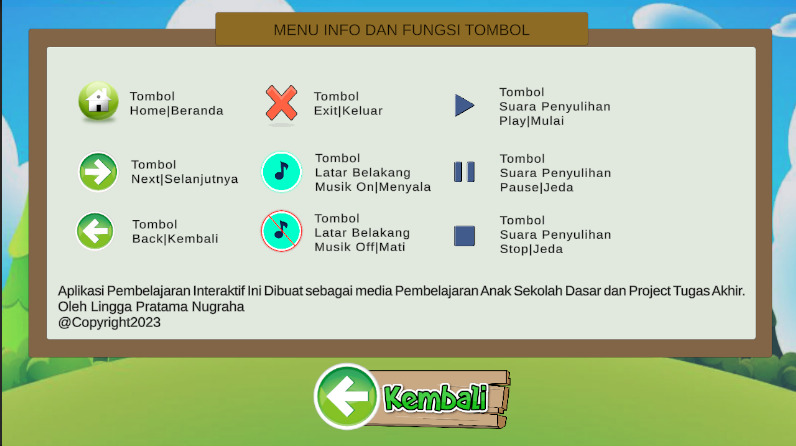 MENU INFO DAN FUNGSI TOMBOL
Tombol
Home|Beranda
Tombol
Exit|Keluar
Tombol
Suara Penyulihan
Play|Mulai
Tombol
Next|Selanjutnya
Tombol
Latar Belakang
Musik On|Menyala
Tombol
Suara Penyulihan
Pause|Jeda
Tombol
Back|Kembali
Tombol
Latar Belakang
Musik Off|Mati
Tombol
Suara Penyulihan
Stop|Jeda
Aplikasi Pembelajaran Interaktif Ini Dibuat sebagai media Pembelajaran Anak Sekolah Dasar dan Project Tugas Akhir.
Oleh Lingga Pratama Nugraha
@Copyright2023
Kembali